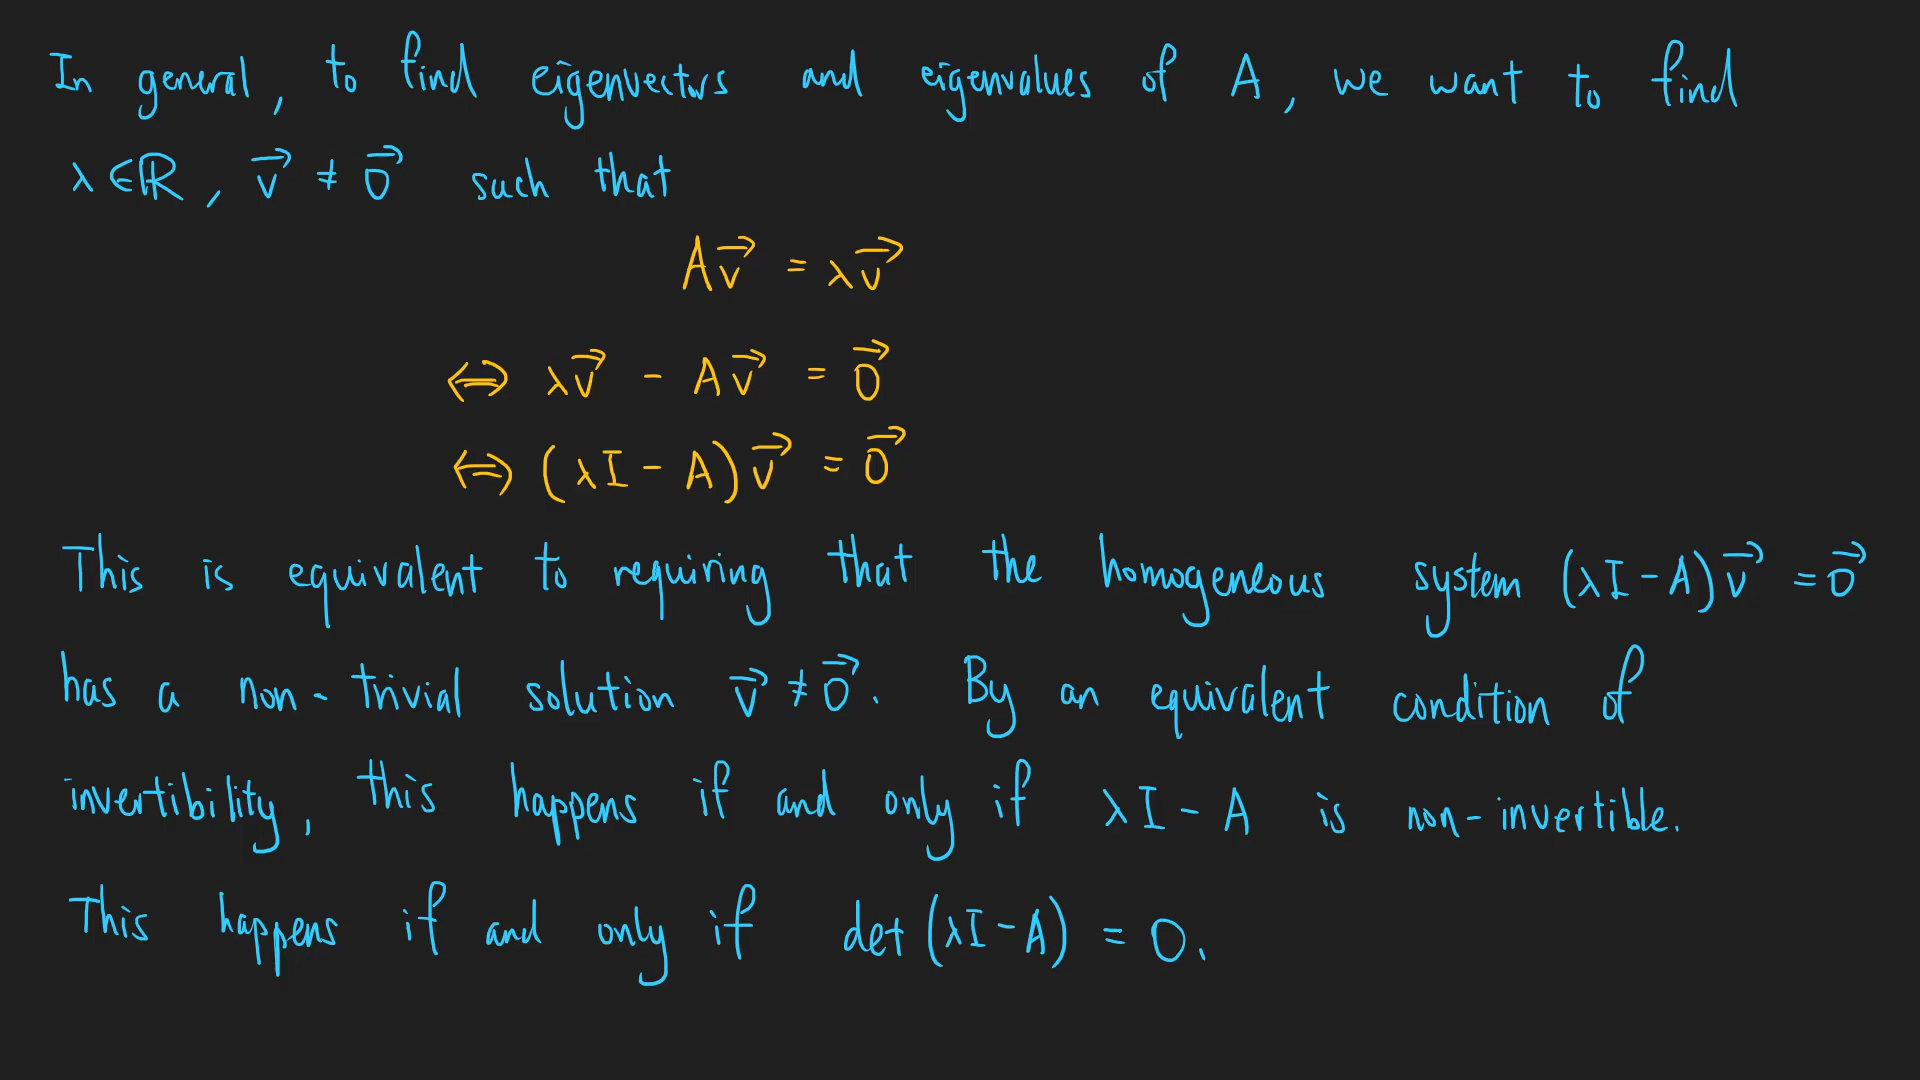 In general, to find eigenvectors and eigenvalues of A, we want to find
λ ∈ ℝ, v⃗ ≠ 0⃗ such that
Av⃗ = λv⃗
⇔ λv⃗ - Av⃗ = 0⃗
⇔ (λI - A)v⃗ = 0⃗
This is equivalent to requiring that the homogeneous system (λI - A)v⃗ = 0⃗
has a non-trivial solution v⃗ ≠ 0⃗. By an equivalent condition of
invertibility, this happens if and only if λI - A is non-invertible.
This happens if and only if det(λI - A) = 0.